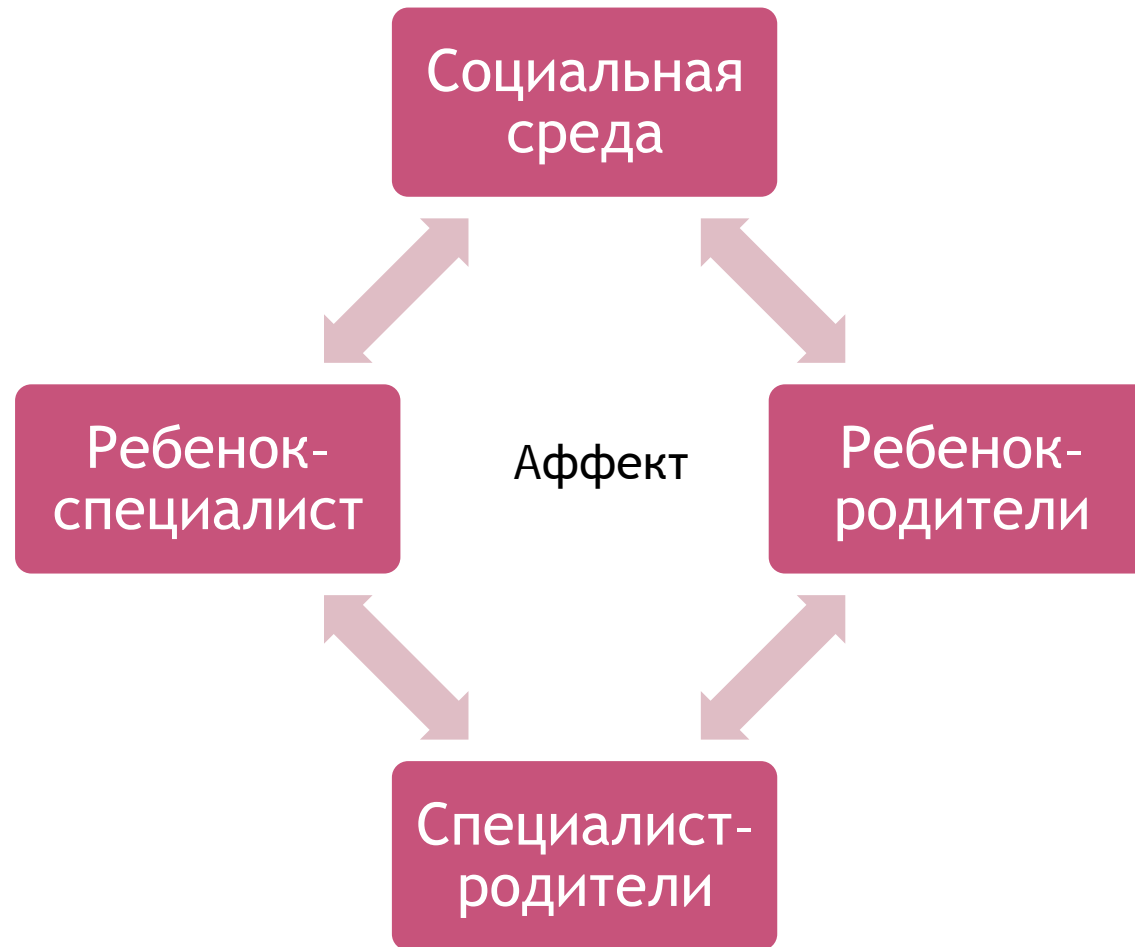 Социальная
среда
Ребенок-
специалист
Аффект
Ребенок-
родители
Специалист-
родители